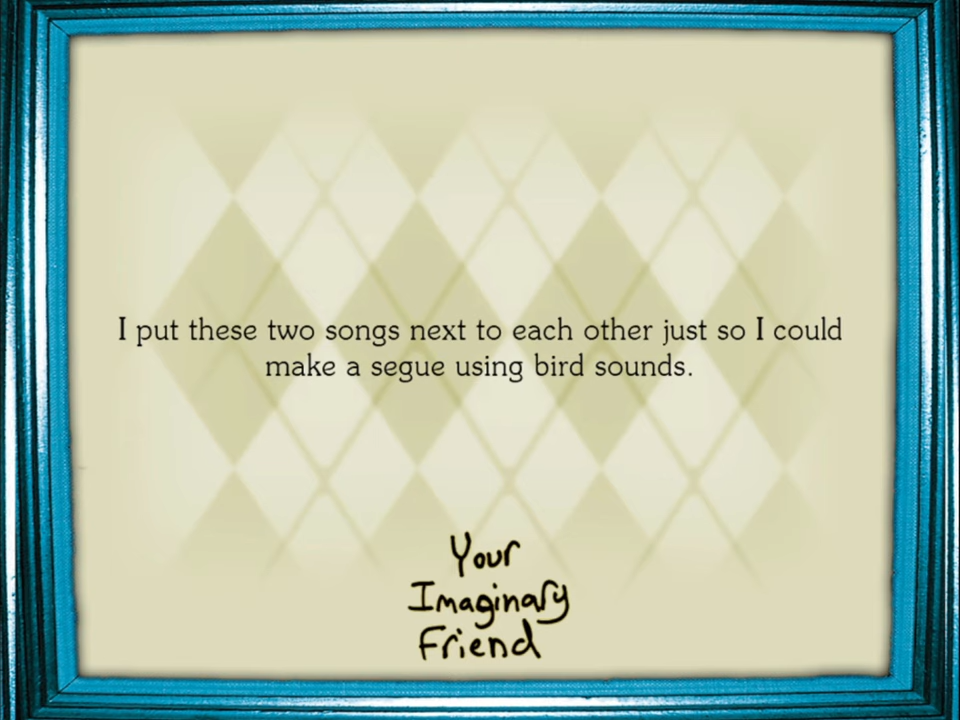 I put these two songs next to each other just so I could
make a segue using bird sounds.
Your
Imaginary
Friend